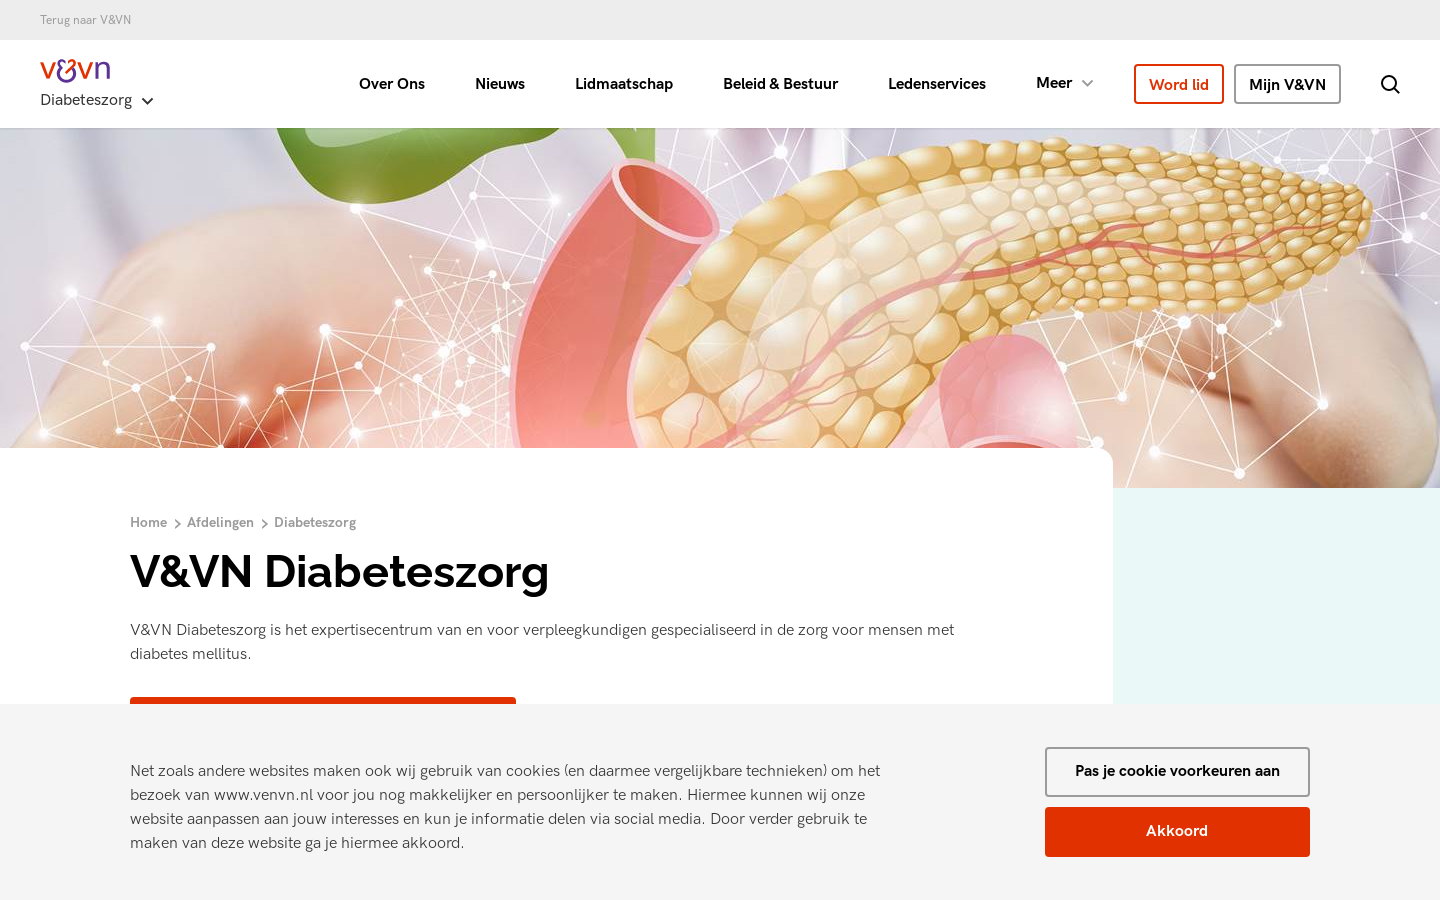 Terug naar V&VN
v&vn
Diabeteszorg
Over Ons
Nieuws
Lidmaatschap
Beleid & Bestuur
Ledenservices
Meer
Word lid
Mijn V&VN
Home
Afdelingen
Diabeteszorg
V&VN Diabeteszorg
V&VN Diabeteszorg is het expertisecentrum van en voor verpleegkundigen gespecialiseerd in de zorg voor mensen met
diabetes mellitus.
Net zoals andere websites maken ook wij gebruik van cookies (en daarmee vergelijkbare technieken) om het
bezoek van www.venvn.nl voor jou nog makkelijker en persoonlijker te maken. Hiermee kunnen wij onze
website aanpassen aan jouw interesses en kun je informatie delen via social media. Door verder gebruik te
maken van deze website ga je hiermee akkoord.
Pas je cookie voorkeuren aan
Akkoord